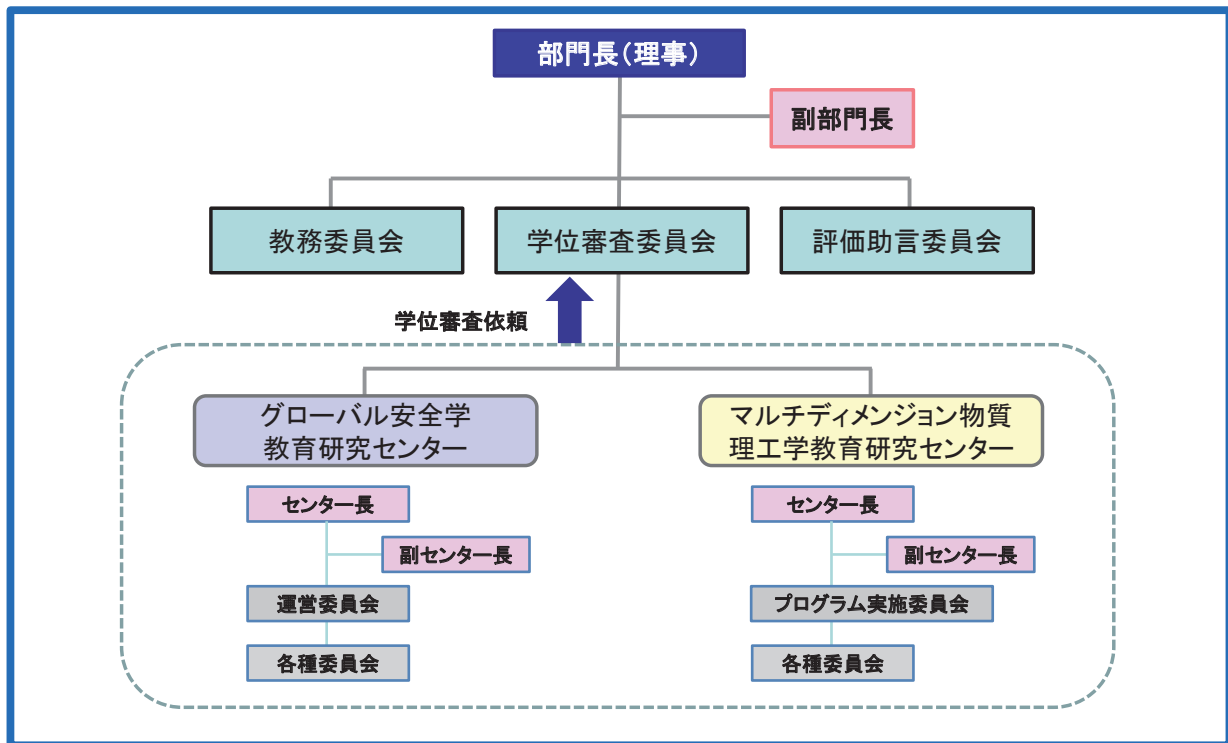 部門長(理事)
副部門長
教務委員会
学位審査委員会
評価助言委員会
学位審査依頼
グローバル安全学
教育研究センター
マルチディメンジョン物質
理工学教育研究センター
センター長
副センター長
運営委員会
各種委員会
センター長
副センター長
プログラム実施委員会
各種委員会